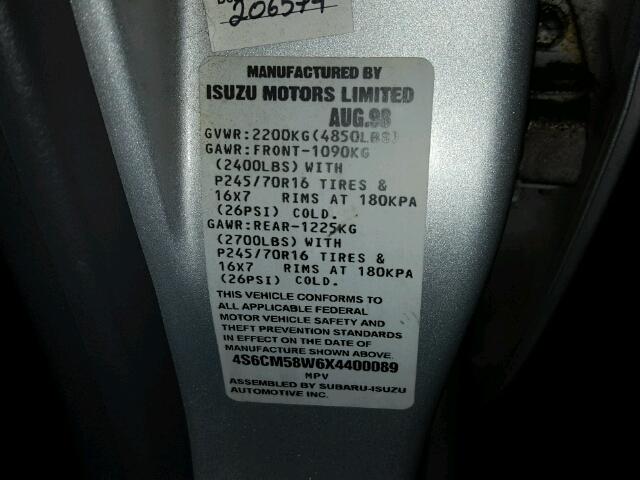 206577
MANUFACTURED BY
ISUZU MOTORS LIMITED
AUG.98
GVWR:2200KG(4850LBS)
GAWR:FRONT-1090KG
(2400LBS) WITH
P245/70R16 TIRES &
16X7 RIMS AT 180KPA
(26PSI) COLD.
GAWR:REAR-1225KG
(2700LBS) WITH
P245/70R16 TIRES &
16X7 RIMS AT 180KPA
(26PSI) COLD.
THIS VEHICLE CONFORMS TO
ALL APPLICABLE FEDERAL
MOTOR VEHICLE SAFETY AND
THEFT PREVENTION STANDARDS
IN EFFECT ON THE DATE OF
MANUFACTURE SHOWN ABOVE.
4S6CM58W6X4400089
MPV
ASSEMBLED BY SUBARU-ISUZU
AUTOMOTIVE INC.